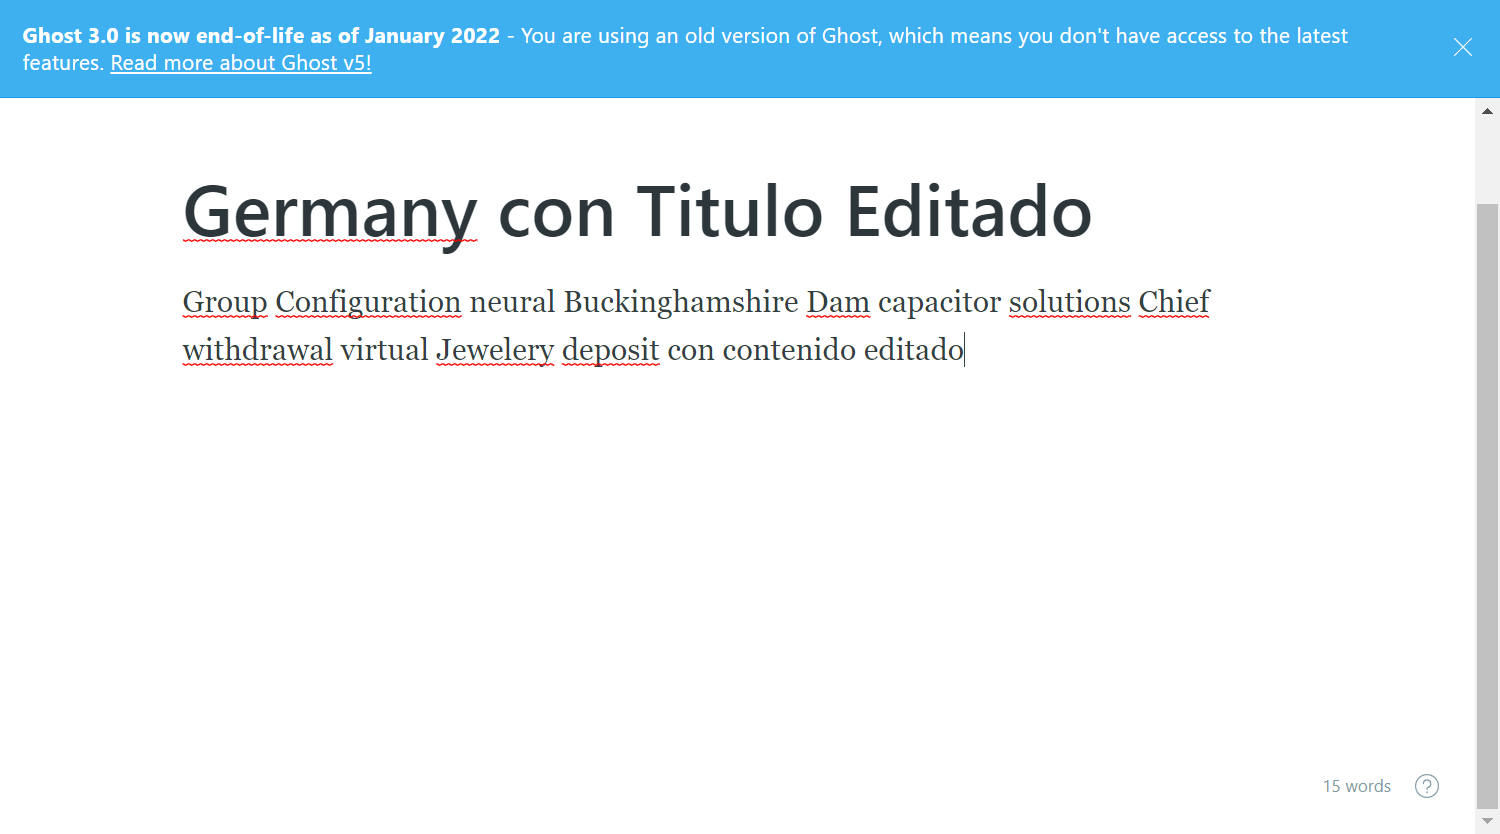 Ghost 3.0 is now end-of-life as of January 2022 - You are using an old version of Ghost, which means you don't have access to the latest
features. Read more about Ghost v5!
Germany con Titulo Editado
Group Configuration neural Buckinghamshire Dam capacitor solutions Chief
withdrawal virtual Jewelery deposit con contenido editado
15 words
?